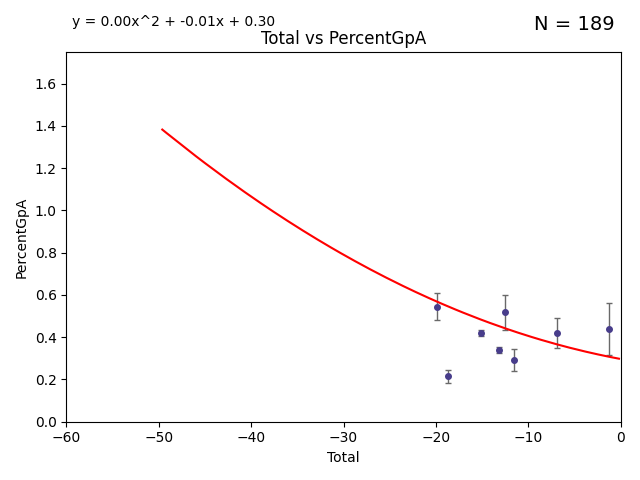 y = 0.00x^2 + -0.01x + 0.30
N = 189
Total vs PercentGpA
PercentGpA
1.6
1.4
1.2
1.0
0.8
0.6
0.4
0.2
0.0
−60 −50 −40 −30 −20 −10 0
Total